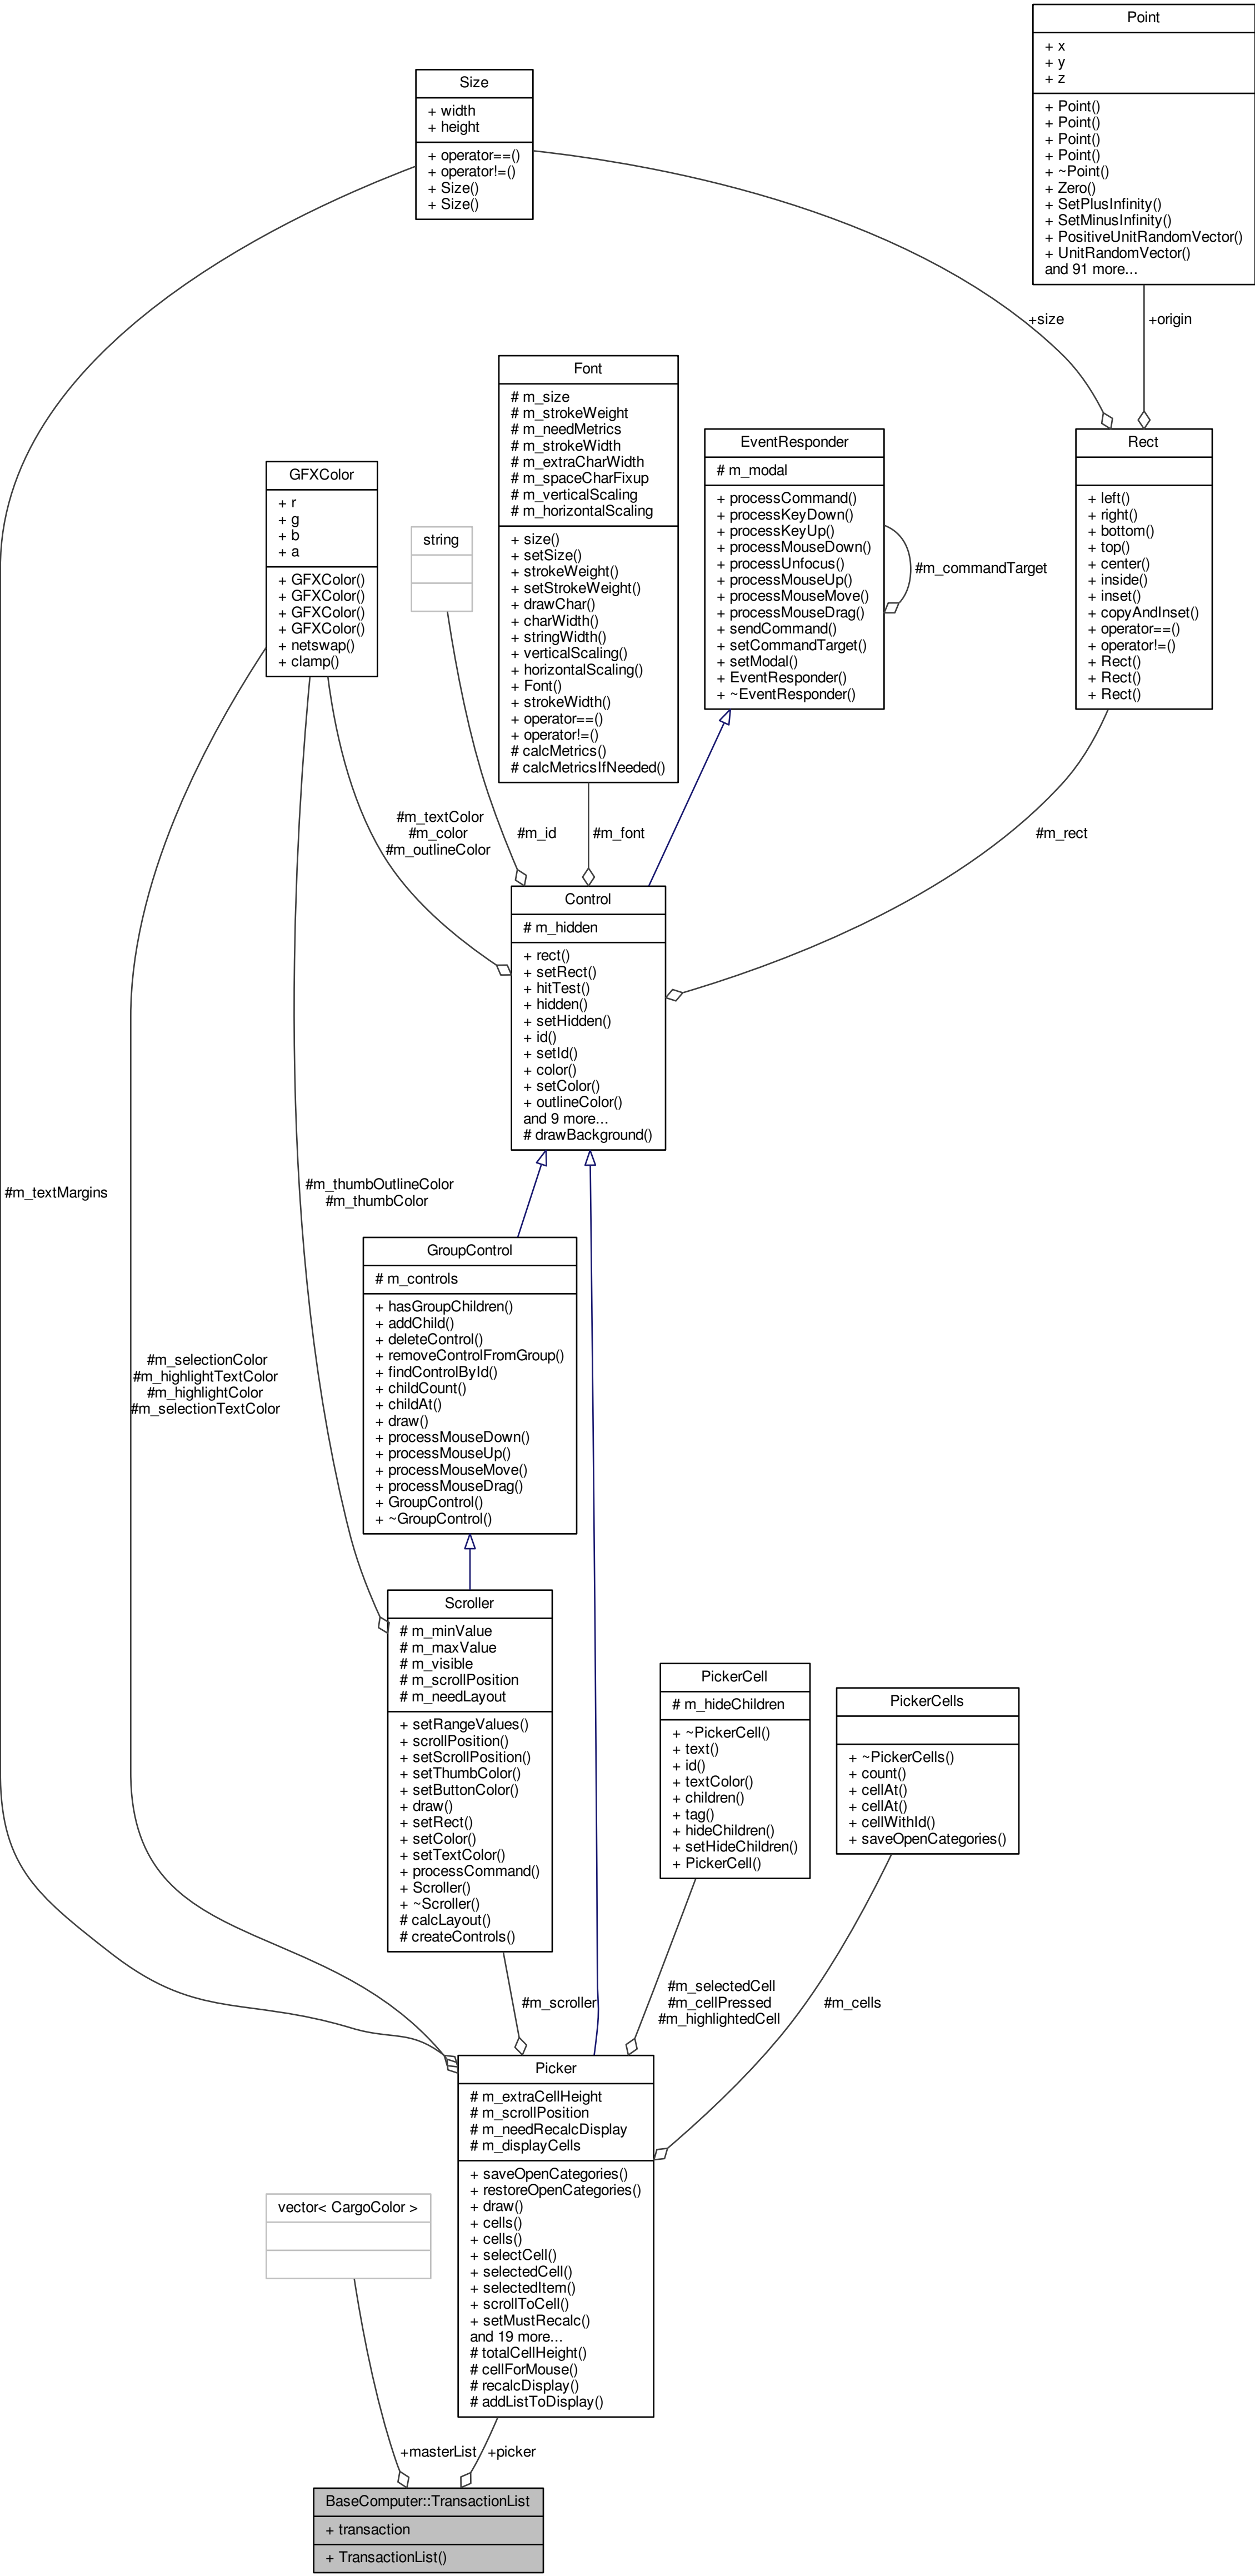 Point
+ x
+ y
+ z
+ Point()
+ Point()
+ Point()
+ Point()
+ ~Point()
+ Zero()
+ SetPlusInfinity()
+ SetMinusInfinity()
+ PositiveUnitRandomVector()
+ UnitRandomVector()
and 91 more...
Size
+ width
+ height
+ operator==()
+ operator!=()
+ Size()
+ Size()
+size
+origin
Font
# m_size
# m_strokeWeight
# m_needMetrics
# m_strokeWidth
# m_extraCharWidth
# m_spaceCharFixup
# m_verticalScaling
# m_horizontalScaling
+ size()
+ setSize()
+ strokeWeight()
+ setStrokeWeight()
+ drawChar()
+ charWidth()
+ stringWidth()
+ verticalScaling()
+ horizontalScaling()
+ Font()
+ strokeWidth()
+ operator==()
+ operator!=()
# calcMetrics()
# calcMetricsIfNeeded()
EventResponder
# m_modal
+ processCommand()
+ processKeyDown()
+ processKeyUp()
+ processMouseDown()
+ processUnfocus()
+ processMouseUp()
+ processMouseMove()
+ processMouseDrag()
+ sendCommand()
+ setCommandTarget()
+ setModal()
+ EventResponder()
+ ~EventResponder()
#m_commandTarget
Rect
+ left()
+ right()
+ bottom()
+ top()
+ center()
+ inside()
+ inset()
+ copyAndInset()
+ operator==()
+ operator!=()
+ Rect()
+ Rect()
+ Rect()
GFXColor
+ r
+ g
+ b
+ a
+ GFXColor()
+ GFXColor()
+ GFXColor()
+ GFXColor()
+ netswap()
+ clamp()
string
#m_textColor
#m_color
#m_outlineColor
#m_id
#m_font
#m_rect
Control
# m_hidden
+ rect()
+ setRect()
+ hitTest()
+ hidden()
+ setHidden()
+ id()
+ setId()
+ color()
+ setColor()
+ outlineColor()
and 9 more...
# drawBackground()
#m_textMargins
#m_thumbOutlineColor
#m_thumbColor
GroupControl
# m_controls
+ hasGroupChildren()
+ addChild()
+ deleteControl()
+ removeControlFromGroup()
+ findControlById()
+ childCount()
+ childAt()
+ draw()
+ processMouseDown()
+ processMouseUp()
+ processMouseMove()
+ processMouseDrag()
+ GroupControl()
+ ~GroupControl()
#m_selectionColor
#m_highlightTextColor
#m_highlightColor
#m_selectionTextColor
Scroller
# m_minValue
# m_maxValue
# m_visible
# m_scrollPosition
# m_needLayout
+ setRangeValues()
+ scrollPosition()
+ setScrollPosition()
+ setThumbColor()
+ setButtonColor()
+ draw()
+ setRect()
+ setColor()
+ setTextColor()
+ processCommand()
+ Scroller()
+ ~Scroller()
# calcLayout()
# createControls()
PickerCell
# m_hideChildren
+ ~PickerCell()
+ text()
+ id()
+ textColor()
+ children()
+ tag()
+ hideChildren()
+ setHideChildren()
+ PickerCell()
PickerCells
+ ~PickerCells()
+ count()
+ cellAt()
+ cellAt()
+ cellWithId()
+ saveOpenCategories()
#m_scroller
#m_selectedCell
#m_cellPressed
#m_highlightedCell
#m_cells
Picker
# m_extraCellHeight
# m_scrollPosition
# m_needRecalcDisplay
# m_displayCells
+ saveOpenCategories()
+ restoreOpenCategories()
+ draw()
+ cells()
+ cells()
+ selectCell()
+ selectedCell()
+ selectedItem()
+ scrollToCell()
+ setMustRecalc()
and 19 more...
# totalCellHeight()
# cellForMouse()
# recalcDisplay()
# addListToDisplay()
vector< CargoColor >
+masterList
+picker
BaseComputer::TransactionList
+ transaction
+ TransactionList()